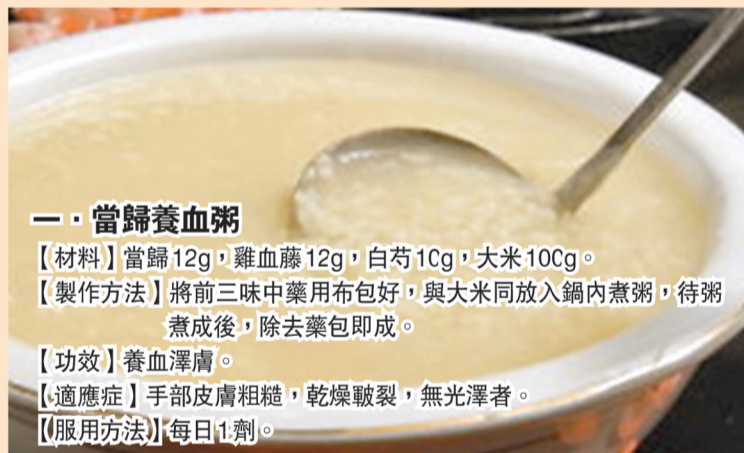 一·當歸養血粥
【材料】當歸12g，雞血藤12g，白芍10g，大米100g。
【製作方法】將前三味中藥用布包好，與大米同放入鍋內煮粥，待粥
煮成後，除去藥包即成。
【功效】養血澤膚。
【適應症】手部皮膚粗糙，乾燥皸裂，無光澤者。
【服用方法】每日1劑。